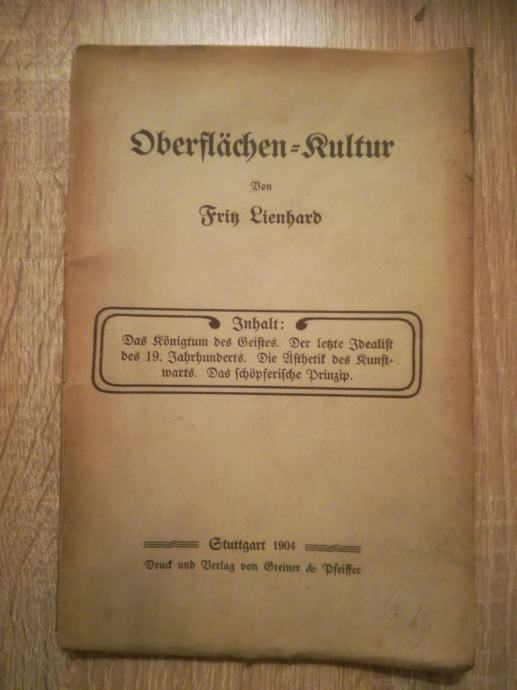 Oberflächen-Kultur
Von
Fritz Lienhard
Inhalt:
Das Königtum des Geistes. Der letzte Idealist
des 19. Jahrhunderts. Die Ästhetik des Kunst-
warts. Das schöpferische Prinzip.
Stuttgart 1904
Druck und Verlag von Greiner & Pfeiffer